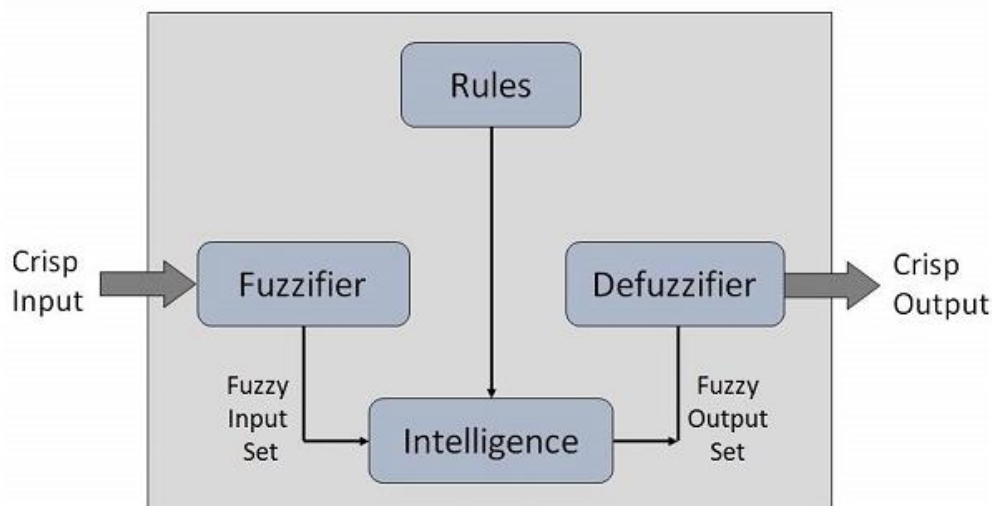 Rules
Crisp
Input
Fuzzifier
Defuzzifier
Crisp
Output
Fuzzy
Input
Set
Intelligence
Fuzzy
Output
Set